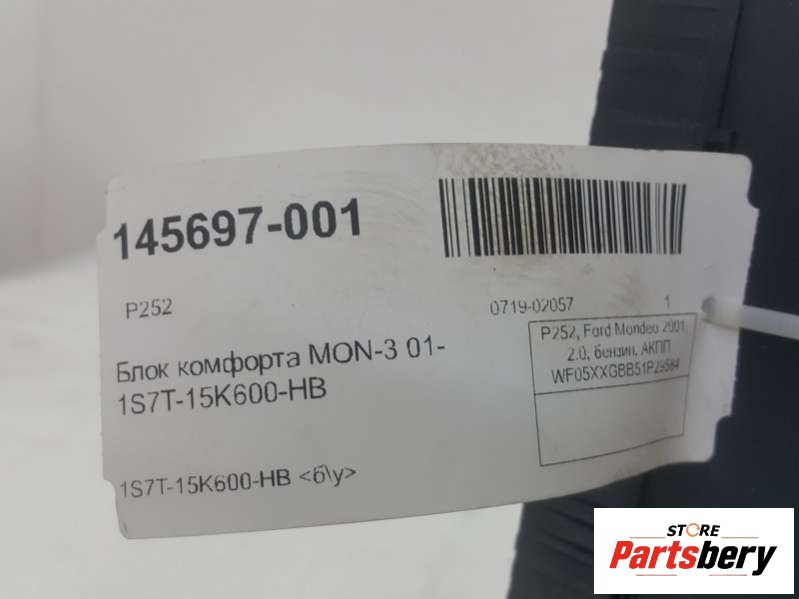 145697-001
P252
0719-02057 1
Блок комфорта MON-3 01-
1S7T-15K600-HB
P252, Ford Mondeo 2001
2.0, бензин, АКПП
WF05XXGBB51P29584
1S7T-15K600-HB <б\у>
STORE
Partsbery